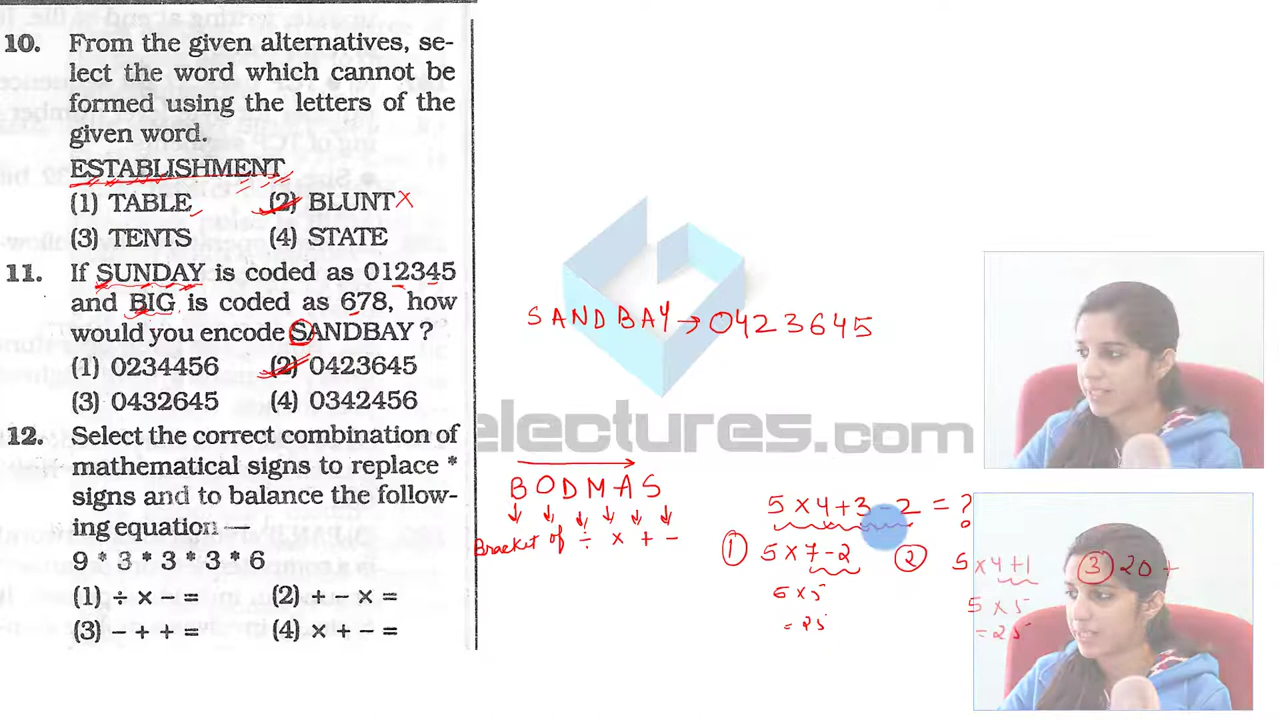 10. From the given alternatives, se-
lect the word which cannot be
formed using the letters of the
given word.
ESTABLISHMENT
(1) TABLE (2) BLUNT x
(3) TENTS (4) STATE
11. If SUNDAY is coded as 012345
and BIG is coded as 678, how
would you encode SANDBAY ?
(1) 0234456 (2) 0423645
(3) 0432645 (4) 0342456
12. Select the correct combination of
mathematical signs to replace *
signs and to balance the follow-
ing equation —
9 * 3 * 3 * 3 * 6
(1) ÷ × − = (2) + − × =
(3) − + + = (4) × + − =
SANDBAY → 0423645
electures.com
B O D M A S
Bracket of ÷ × + −
5 × 4 + 3 − 2 = ?
① 5 × 7 − 2
5 × 5
= 25
② 5 × 4 + 1
5 × 5
= 25
③ 20 +